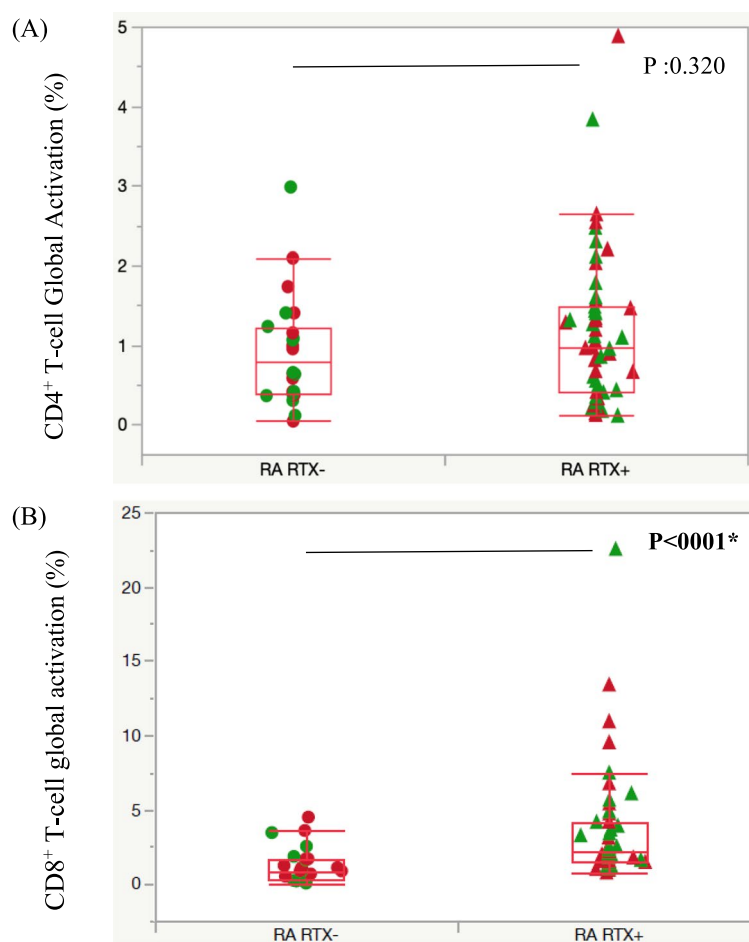 (A)
CD4+ T-cell Global Activation (%)
5
4
3
2
1
0
P :0.320
RA RTX-
RA RTX+
(B)
CD8+ T-cell global activation (%)
25
20
15
10
5
0
P<0001*
RA RTX-
RA RTX+